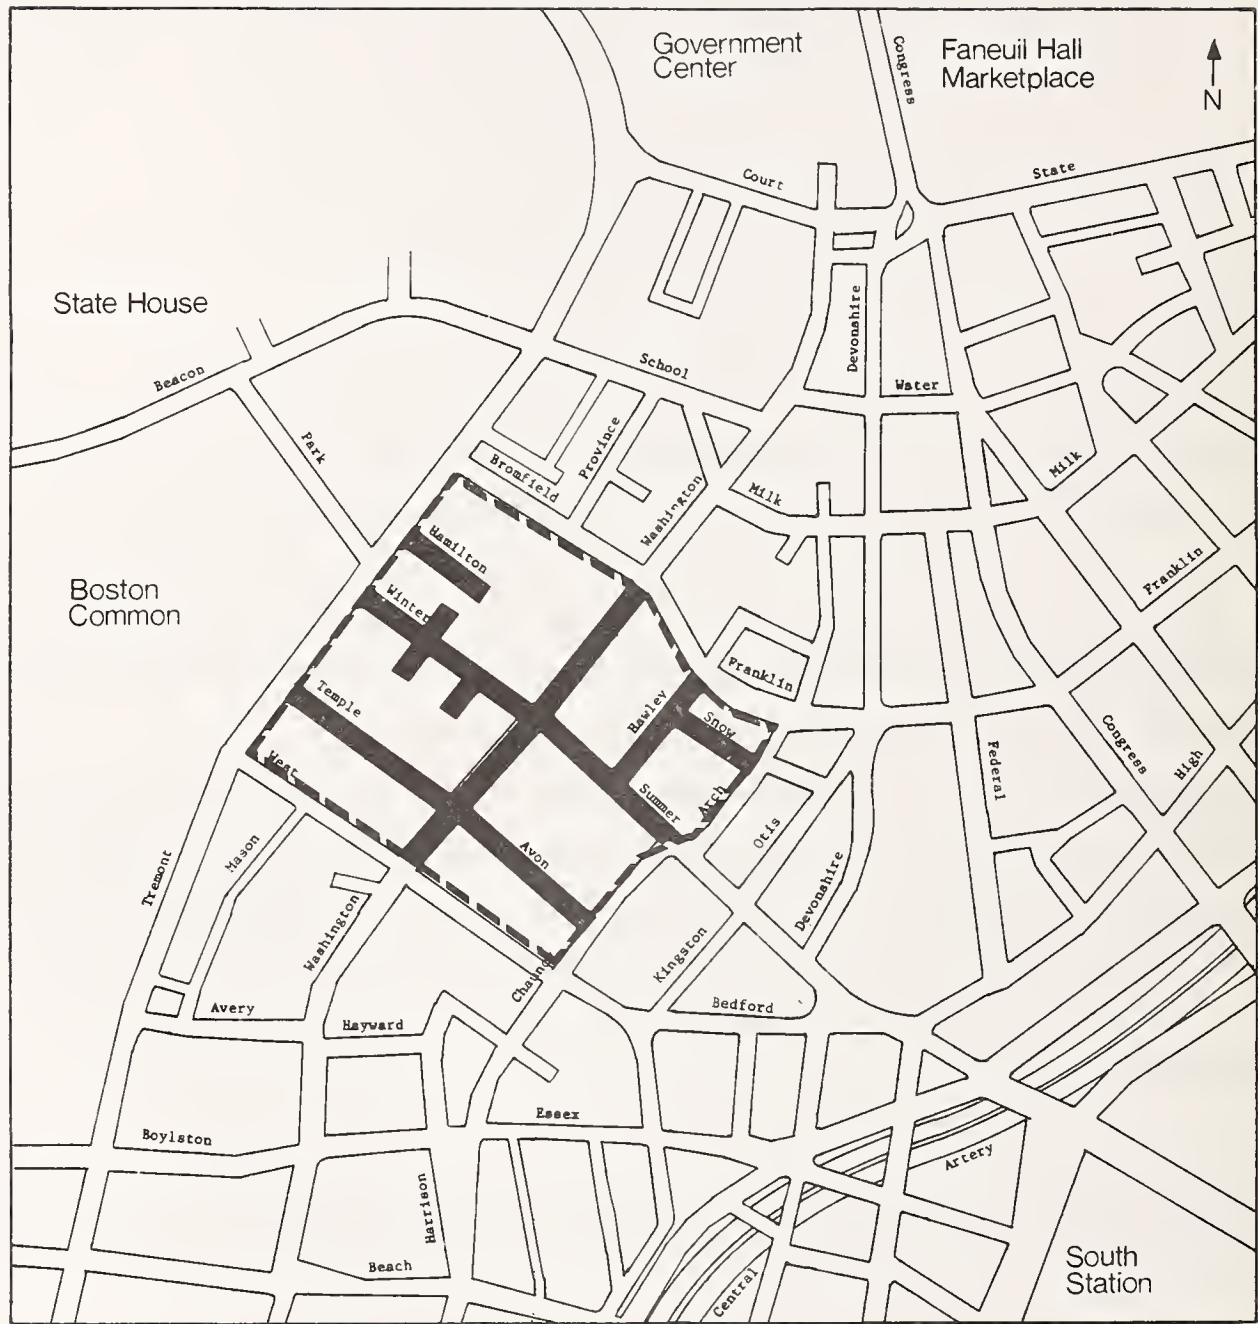 Government
Center
Congress
Faneuil Hall
Marketplace
N
Court
State
State House
Beacon
School
Devonshire
Water
Park
Province
Bromfield
Washington
Milk
Milk
Hamilton
Franklin
Boston
Common
Winter
Franklin
Temple
Hawley
Snow
West
Congress
High
Federal
Summer
Arch
Otis
Mason
Avon
Tremont
Devonshire
Washington
Kingston
Chaunc
Bedford
Avery
Hayward
Essex
Boylston
Artery
Harrison
Beach
Central
South
Station